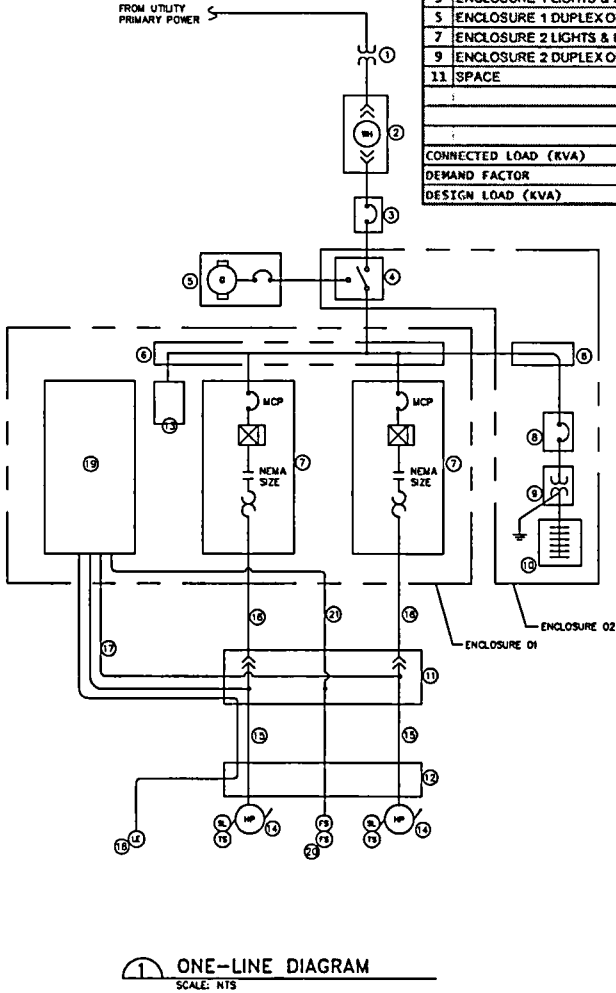 FROM UTILITY
PRIMARY POWER
5 ENCLOSURE 1 DUPLEX O
7 ENCLOSURE 2 LIGHTS &
9 ENCLOSURE 2 DUPLEX O
11 SPACE
CONNECTED LOAD (KVA)
DEMAND FACTOR
DESIGN LOAD (KVA)
1
WH
2
3
5
G
4
6
6
MCP
MCP
13
8
19
NEMA
SIZE
7
NEMA
SIZE
7
9
10
ENCLOSURE 02
16
21
16
ENCLOSURE 01
17
11
15
15
12
SL
TS
HP
14
FS
FS
20
SL
TS
HP
14
18
LE
1 ONE-LINE DIAGRAM
SCALE: NTS